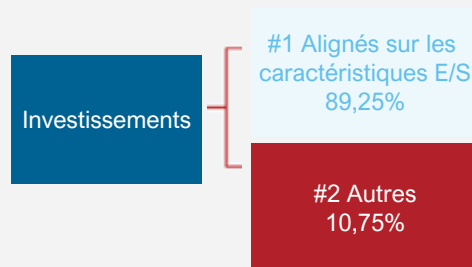 Investissements
#1 Alignés sur les
caractéristiques E/S
89,25%
#2 Autres
10,75%